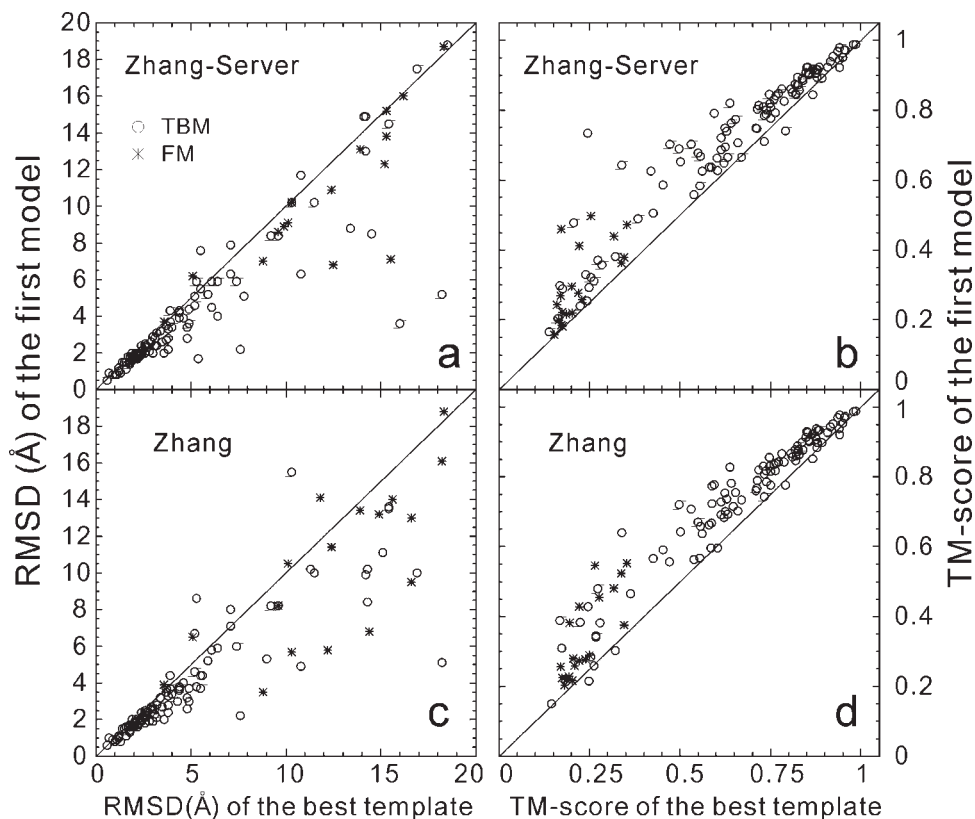 RMSD (Å) of the first model
20
18
16
14
12
10
8
6
4
2
0
Zhang-Server
TBM
FM
a
Zhang-Server
b
1
0.8
0.6
0.4
0.2
0
TM-score of the first model
18
16
14
12
10
8
6
4
2
0
Zhang
c
Zhang
d
1
0.8
0.6
0.4
0.2
0
0 5 10 15 20
0 0.25 0.5 0.75 1
RMSD(Å) of the best template
TM-score of the best template